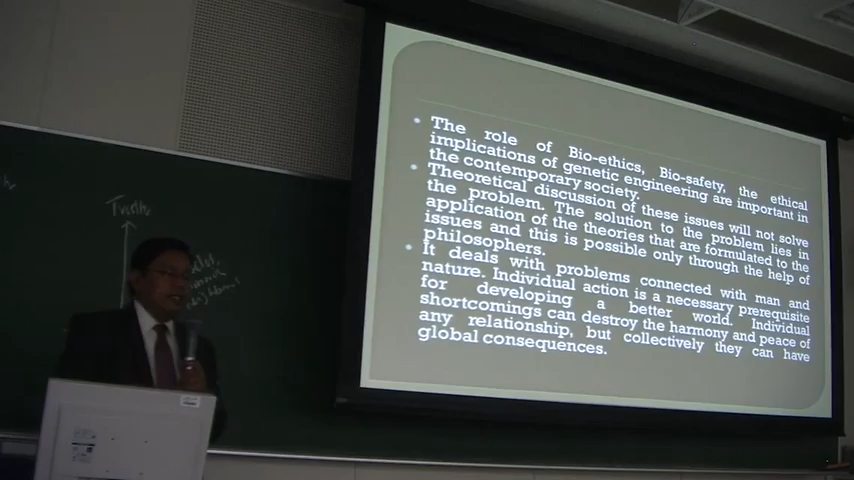 Truths
• The role of Bio-ethics, Bio-safety, the ethical
implications of genetic engineering are important in
the contemporary society.
• Theoretical discussion of these issues will not solve
the problem. The solution to the problem lies in
application of the theories that are formulated to the
issues and this is possible only through the help of
philosophers.
• It deals with problems connected with man and
nature. Individual action is a necessary prerequisite
for developing a better world. Individual
shortcomings can destroy the harmony and peace of
any relationship, but collectively they can have
global consequences.